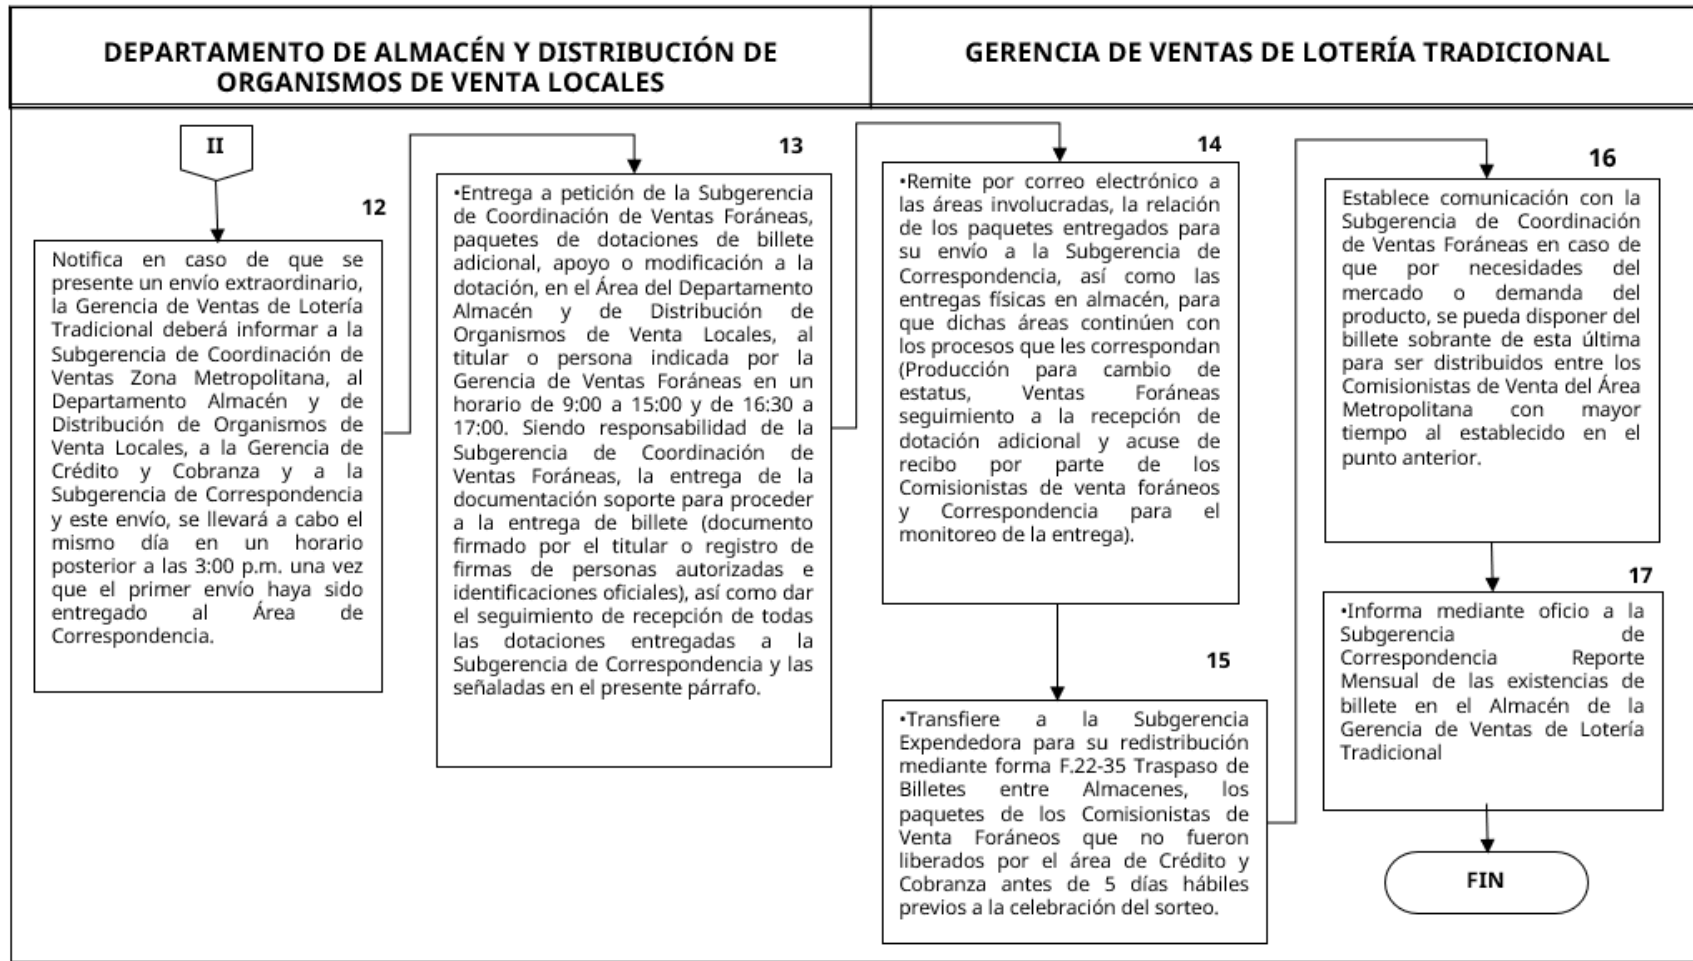 DEPARTAMENTO DE ALMACÉN Y DISTRIBUCIÓN DE
ORGANISMOS DE VENTA LOCALES
GERENCIA DE VENTAS DE LOTERÍA TRADICIONAL
II
12
Notifica en caso de que se
presente un envío extraordinario,
la Gerencia de Ventas de Lotería
Tradicional deberá informar a la
Subgerencia de Coordinación de
Ventas Zona Metropolitana, al
Departamento Almacén y de
Distribución de Organismos de
Venta Locales, a la Gerencia de
Crédito y Cobranza y a la
Subgerencia de Correspondencia
y este envío, se llevará a cabo el
mismo día en un horario
posterior a las 3:00 p.m. una vez
que el primer envío haya sido
entregado al Área de
Correspondencia.
13
•Entrega a petición de la Subgerencia
de Coordinación de Ventas Foráneas,
paquetes de dotaciones de billete
adicional, apoyo o modificación a la
dotación, en el Área del Departamento
Almacén y de Distribución de
Organismos de Venta Locales, al
titular o persona indicada por la
Gerencia de Ventas Foráneas en un
horario de 9:00 a 15:00 y de 16:30 a
17:00. Siendo responsabilidad de la
Subgerencia de Coordinación de
Ventas Foráneas, la entrega de la
documentación soporte para proceder
a la entrega de billete (documento
firmado por el titular o registro de
firmas de personas autorizadas e
identificaciones oficiales), así como dar
el seguimiento de recepción de todas
las dotaciones entregadas a la
Subgerencia de Correspondencia y las
señaladas en el presente párrafo.
14
•Remite por correo electrónico a
las áreas involucradas, la relación
de los paquetes entregados para
su envío a la Subgerencia de
Correspondencia, así como las
entregas físicas en almacén, para
que dichas áreas continúen con
los procesos que les correspondan
(Producción para cambio de
estatus, Ventas Foráneas
seguimiento a la recepción de
dotación adicional y acuse de
recibo por parte de los
Comisionistas de venta foráneos
y Correspondencia para el
monitoreo de la entrega).
15
•Transfiere a la Subgerencia
Expendedora para su redistribución
mediante forma F.22-35 Traspaso de
Billetes entre Almacenes, los
paquetes de los Comisionistas de
Venta Foráneos que no fueron
liberados por el área de Crédito y
Cobranza antes de 5 días hábiles
previos a la celebración del sorteo.
16
Establece comunicación con la
Subgerencia de Coordinación
de Ventas Foráneas en caso de
que por necesidades del
mercado o demanda del
producto, se pueda disponer del
billete sobrante de esta última
para ser distribuidos entre los
Comisionistas de Venta del Área
Metropolitana con mayor
tiempo al establecido en el
punto anterior.
17
•Informa mediante oficio a la
Subgerencia de
Correspondencia Reporte
Mensual de las existencias de
billete en el Almacén de la
Gerencia de Ventas de Lotería
Tradicional
FIN